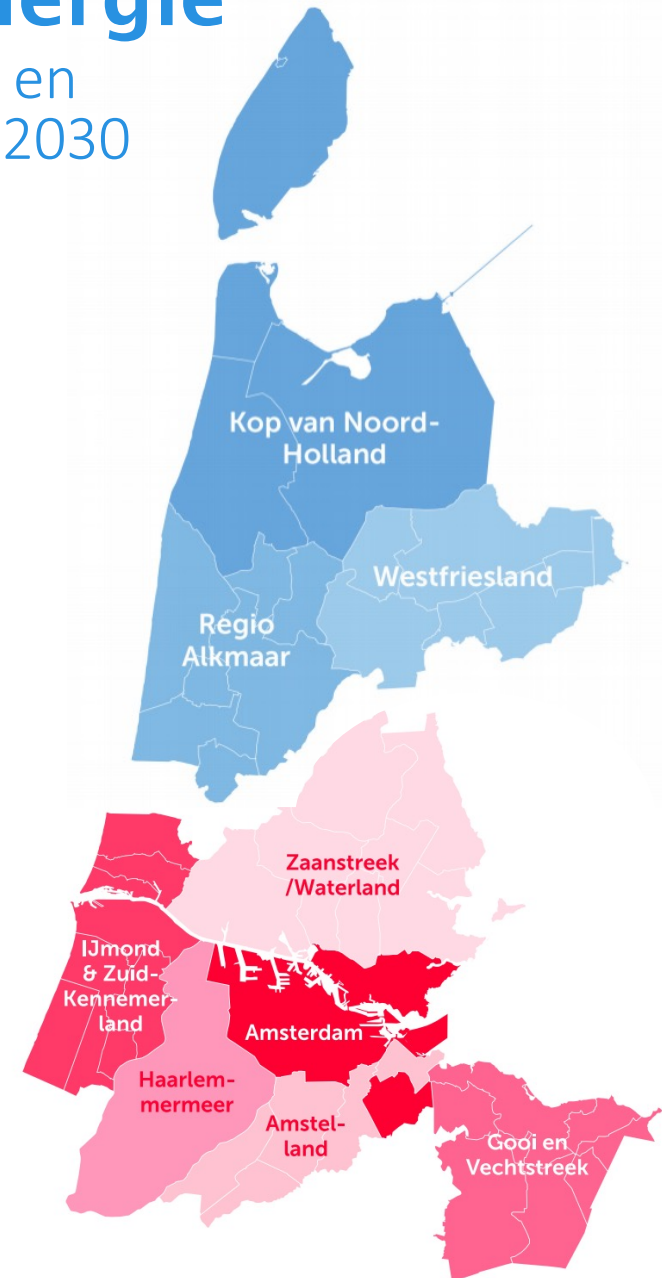 en
2030
Kop van Noord-
Holland
Westfriesland
Regio
Alkmaar
Zaanstreek
/Waterland
IJmond
& Zuid-
Kennemer-
land
Amsterdam
Haarlem-
mermeer
Amstel-
land
Gooi en
Vechtstreek